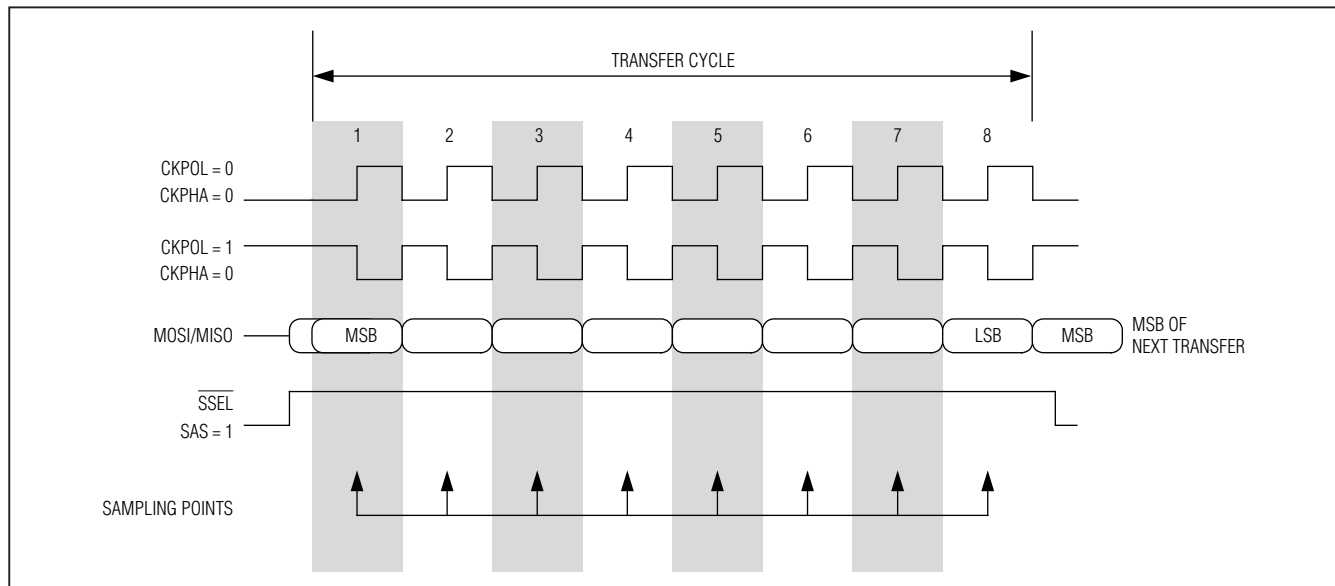 TRANSFER CYCLE
1 2 3 4 5 6 7 8
CKPOL = 0
CKPHA = 0
CKPOL = 1
CKPHA = 0
MOSI/MISO MSB LSB MSB MSB OF
NEXT TRANSFER
SSEL
SAS = 1
SAMPLING POINTS